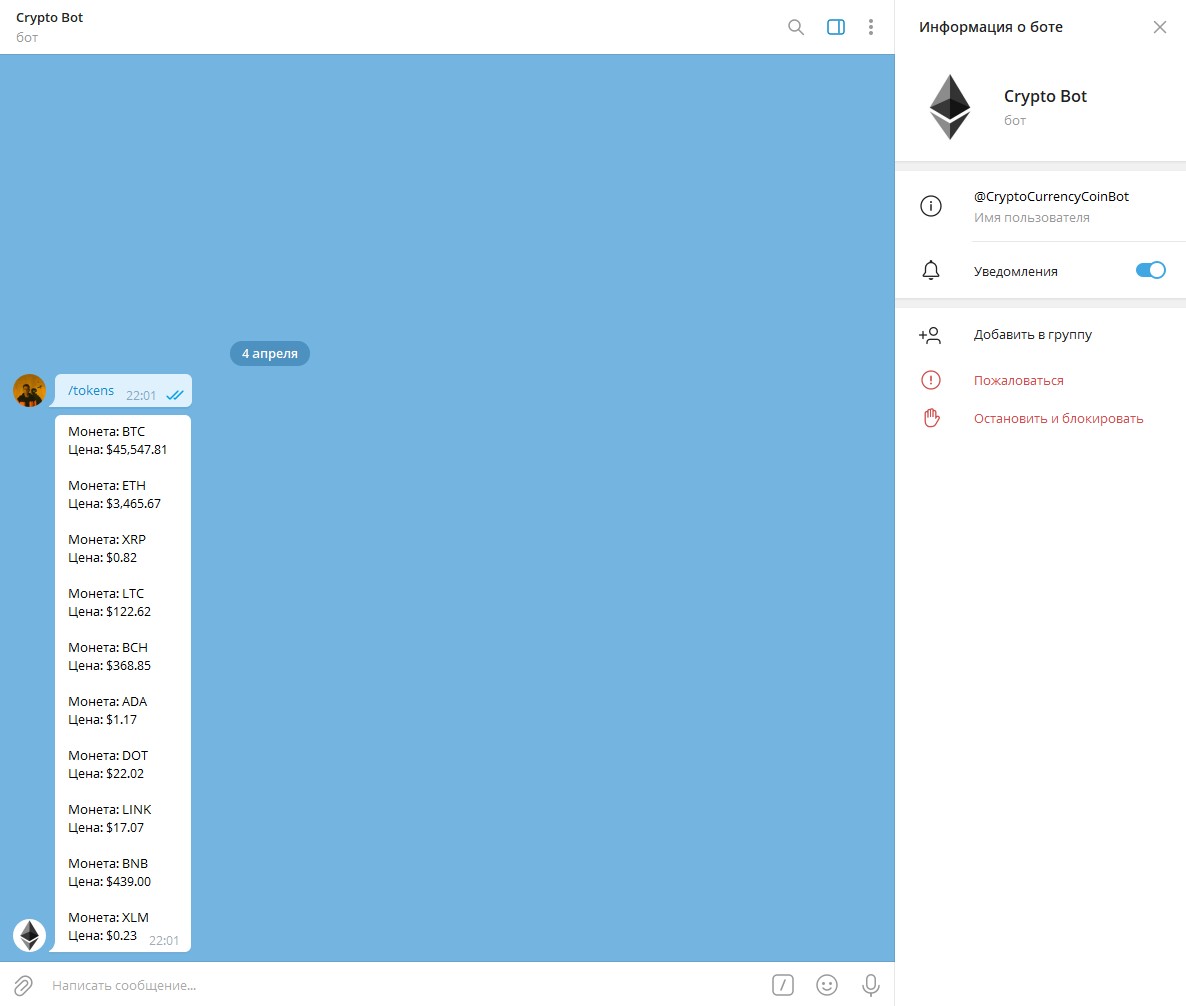 Crypto Bot
бот
4 апреля
/tokens 22:01
Монета: BTC
Цена: $45,547.81
Монета: ETH
Цена: $3,465.67
Монета: XRP
Цена: $0.82
Монета: LTC
Цена: $122.62
Монета: BCH
Цена: $368.85
Монета: ADA
Цена: $1.17
Монета: DOT
Цена: $22.02
Монета: LINK
Цена: $17.07
Монета: BNB
Цена: $439.00
Монета: XLM
Цена: $0.23 22:01
Написать сообщение...
Информация о боте
Crypto Bot
бот
@CryptoCurrencyCoinBot
Имя пользователя
Уведомления
Добавить в группу
Пожаловаться
Остановить и блокировать